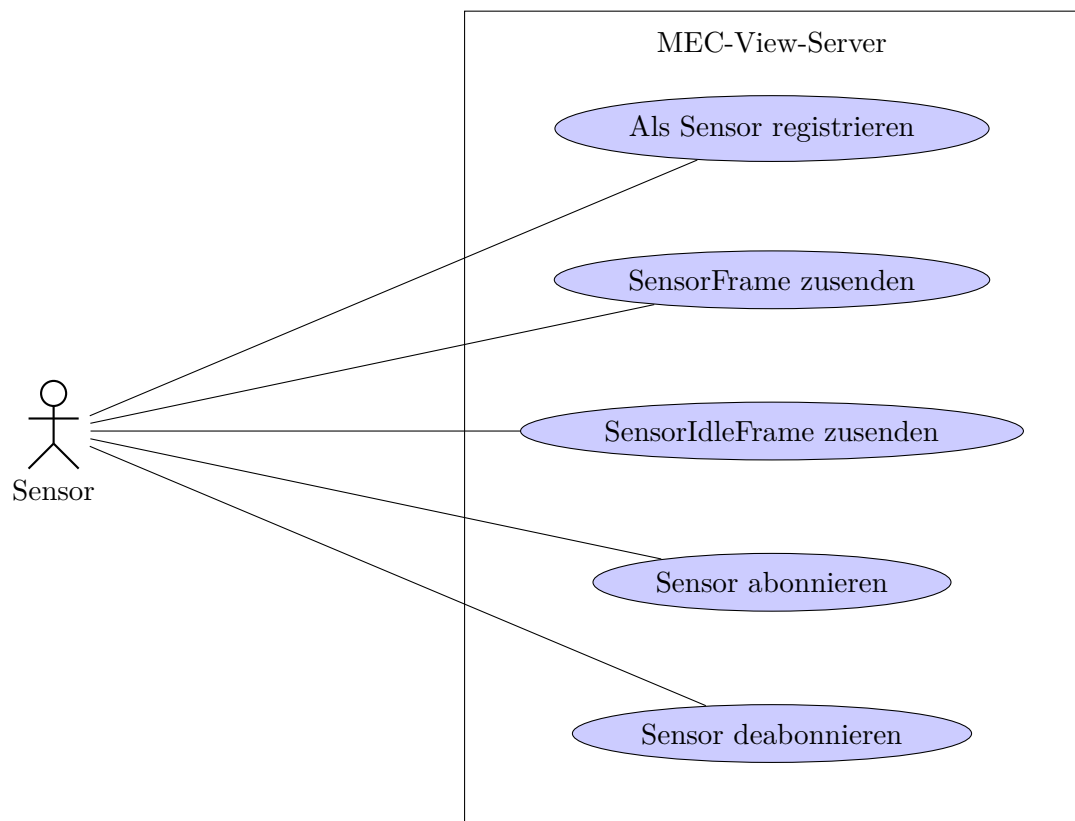 MEC-View-Server
Als Sensor registrieren
SensorFrame zusenden
SensorIdleFrame zusenden
Sensor
Sensor abonnieren
Sensor deabonnieren